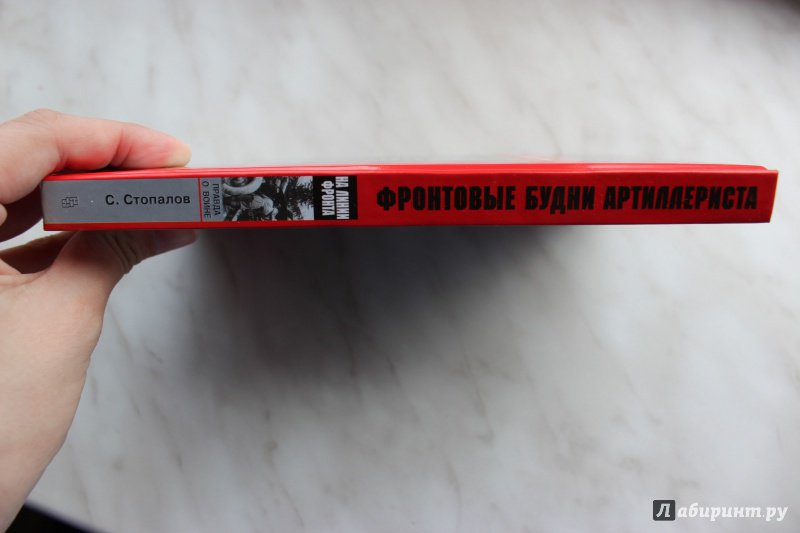 С. Стопалов
ПРАВДА
О ВОЙНЕ
НА ЛИНИИ
ФРОНТА
ФРОНТОВЫЕ БУДНИ АРТИЛЛЕРИСТА
Лабиринт.ру